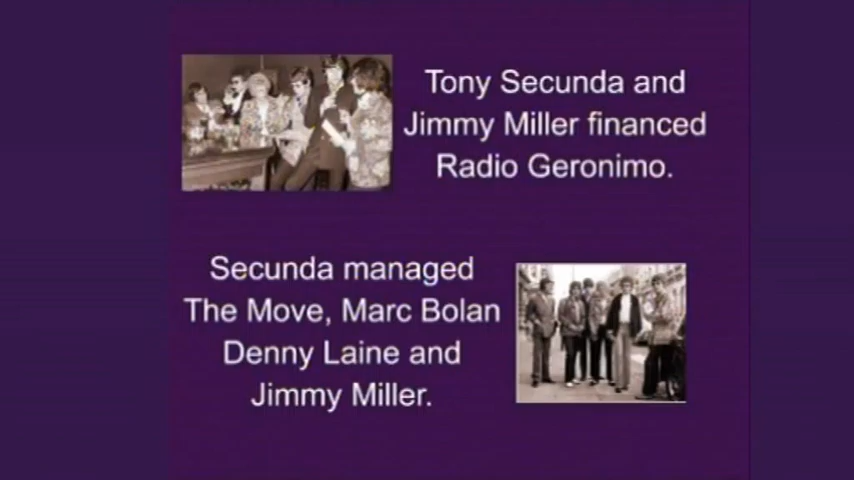 Tony Secunda and
Jimmy Miller financed
Radio Geronimo.
Secunda managed
The Move, Marc Bolan
Denny Laine and
Jimmy Miller.